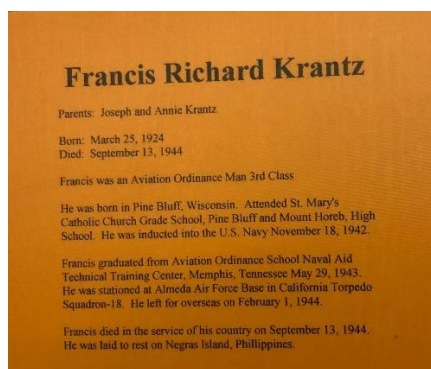 Francis Richard Krantz
Parents: Joseph and Annie Krantz
Born: March 25, 1924
Died: September 13, 1944
Francis was an Aviation Ordinance Man 3rd Class
He was born in Pine Bluff, Wisconsin. Attended St. Mary's
Catholic Church Grade School, Pine Bluff and Mount Horeb, High
School. He was inducted into the U.S. Navy November 18, 1942.
Francis graduated from Aviation Ordinance School Naval Aid
Technical Training Center, Memphis, Tennessee May 29, 1943.
He was stationed at Almeda Air Force Base in California Torpedo
Squadron-18. He left for overseas on February 1, 1944.
Francis died in the service of his country on September 13, 1944.
He was laid to rest on Negras Island, Phillippines.